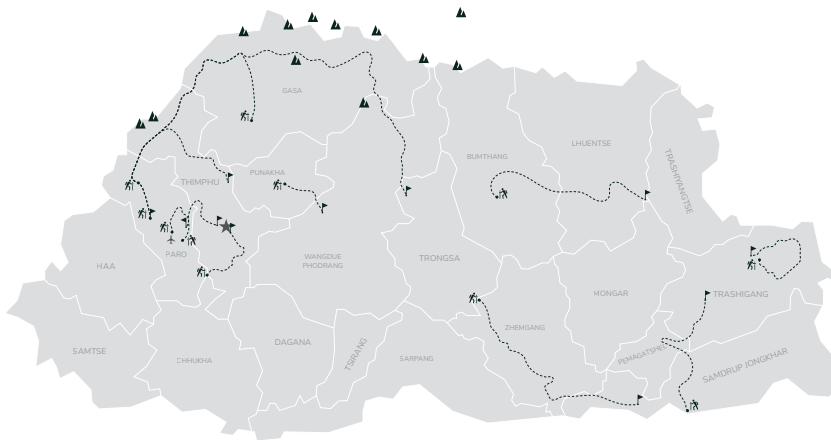 GASA
LHUENTSE
BUMTHANG
TRASHIYANGTSE
PUNAKHA
THIMPHU
PARO
WANGDUE
PHODRANG
TRONGSA
HAA
MONGAR
TRASHIGANG
ZHEMGANG
DAGANA
TSIRANG
SAMTSE
CHHUKHA
SARPANG
PEMAGATSHEL
SAMDRUP JONGKHAR